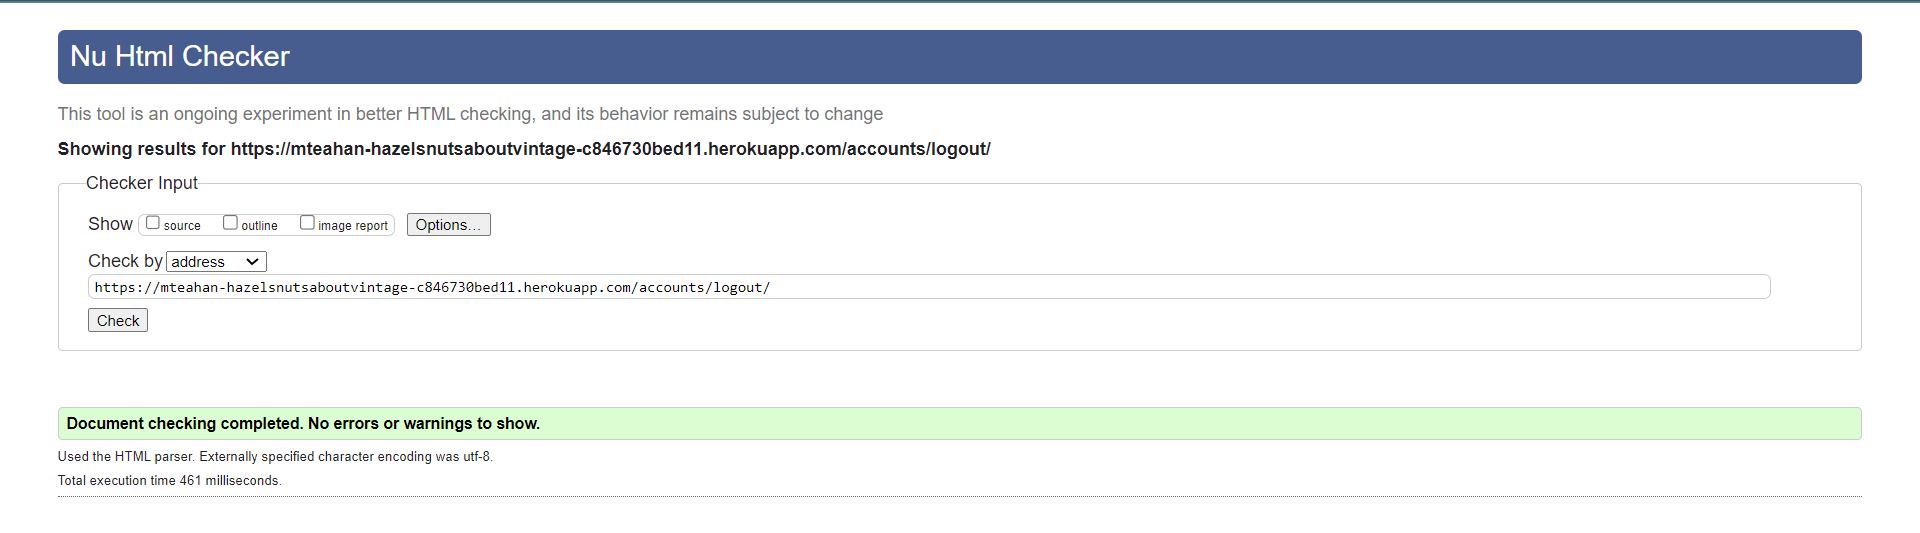 Nu Html Checker
This tool is an ongoing experiment in better HTML checking, and its behavior remains subject to change
Showing results for https://mteahan-hazelsnutsaboutvintage-c846730bed11.herokuapp.com/accounts/logout/
Checker Input
Show source outline image report Options...
Check by address
https://mteahan-hazelsnutsaboutvintage-c846730bed11.herokuapp.com/accounts/logout/
Check
Document checking completed. No errors or warnings to show.
Used the HTML parser. Externally specified character encoding was utf-8.
Total execution time 461 milliseconds.